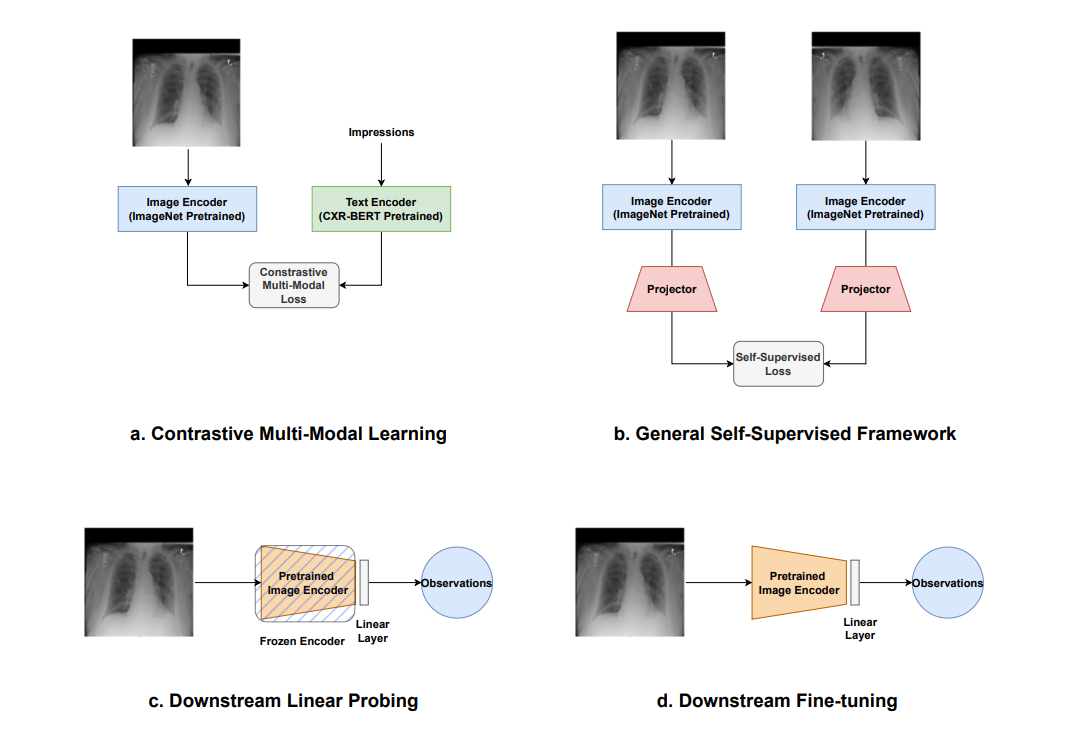 Impressions
Image Encoder
(ImageNet Pretrained)
Text Encoder
(CXR-BERT Pretrained)
Constrastive
Multi-Modal
Loss
a. Contrastive Multi-Modal Learning
Image Encoder
(ImageNet Pretrained)
Image Encoder
(ImageNet Pretrained)
Projector
Projector
Self-Supervised
Loss
b. General Self-Supervised Framework
Pretrained
Image Encoder
Frozen Encoder
Linear
Layer
Observations
c. Downstream Linear Probing
Pretrained
Image Encoder
Linear
Layer
Observations
d. Downstream Fine-tuning